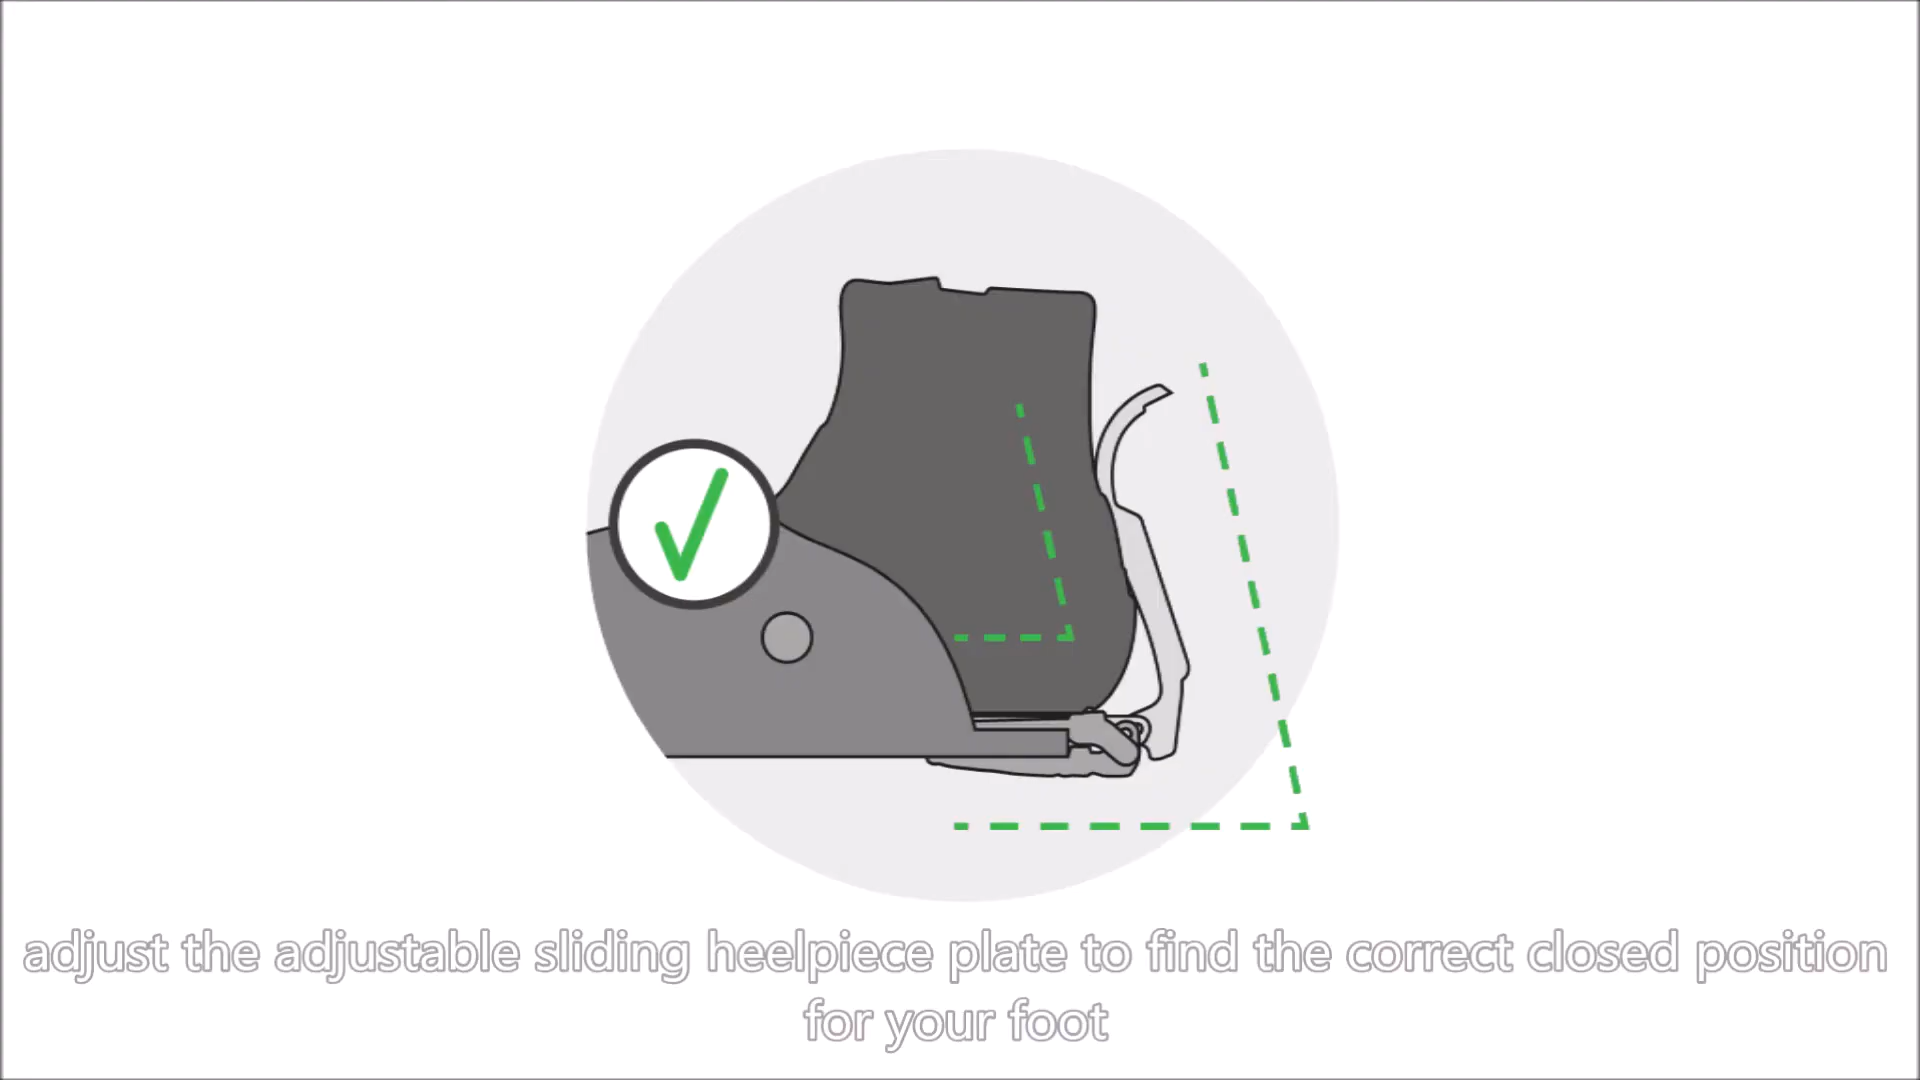 adjust the adjustable sliding heelpiece plate to find the correct closed position
for your foot